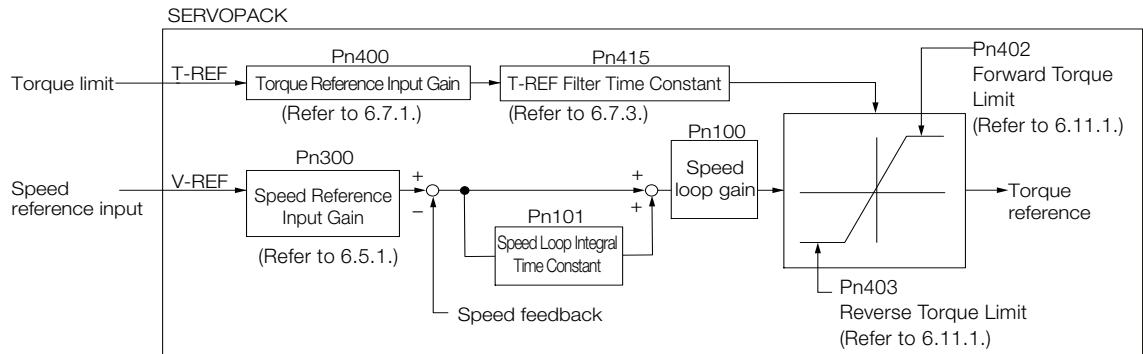 SERVOPACK
Torque limit
T-REF
Pn400
Torque Reference Input Gain
(Refer to 6.7.1.)
Pn415
T-REF Filter Time Constant
(Refer to 6.7.3.)
Pn402
Forward Torque
Limit
(Refer to 6.11.1.)
Speed
reference input
V-REF
Pn300
Speed Reference
Input Gain
(Refer to 6.5.1.)
+
−
Pn101
Speed Loop Integral
Time Constant
+
+
Pn100
Speed
loop gain
Torque
reference
Speed feedback
Pn403
Reverse Torque Limit
(Refer to 6.11.1.)